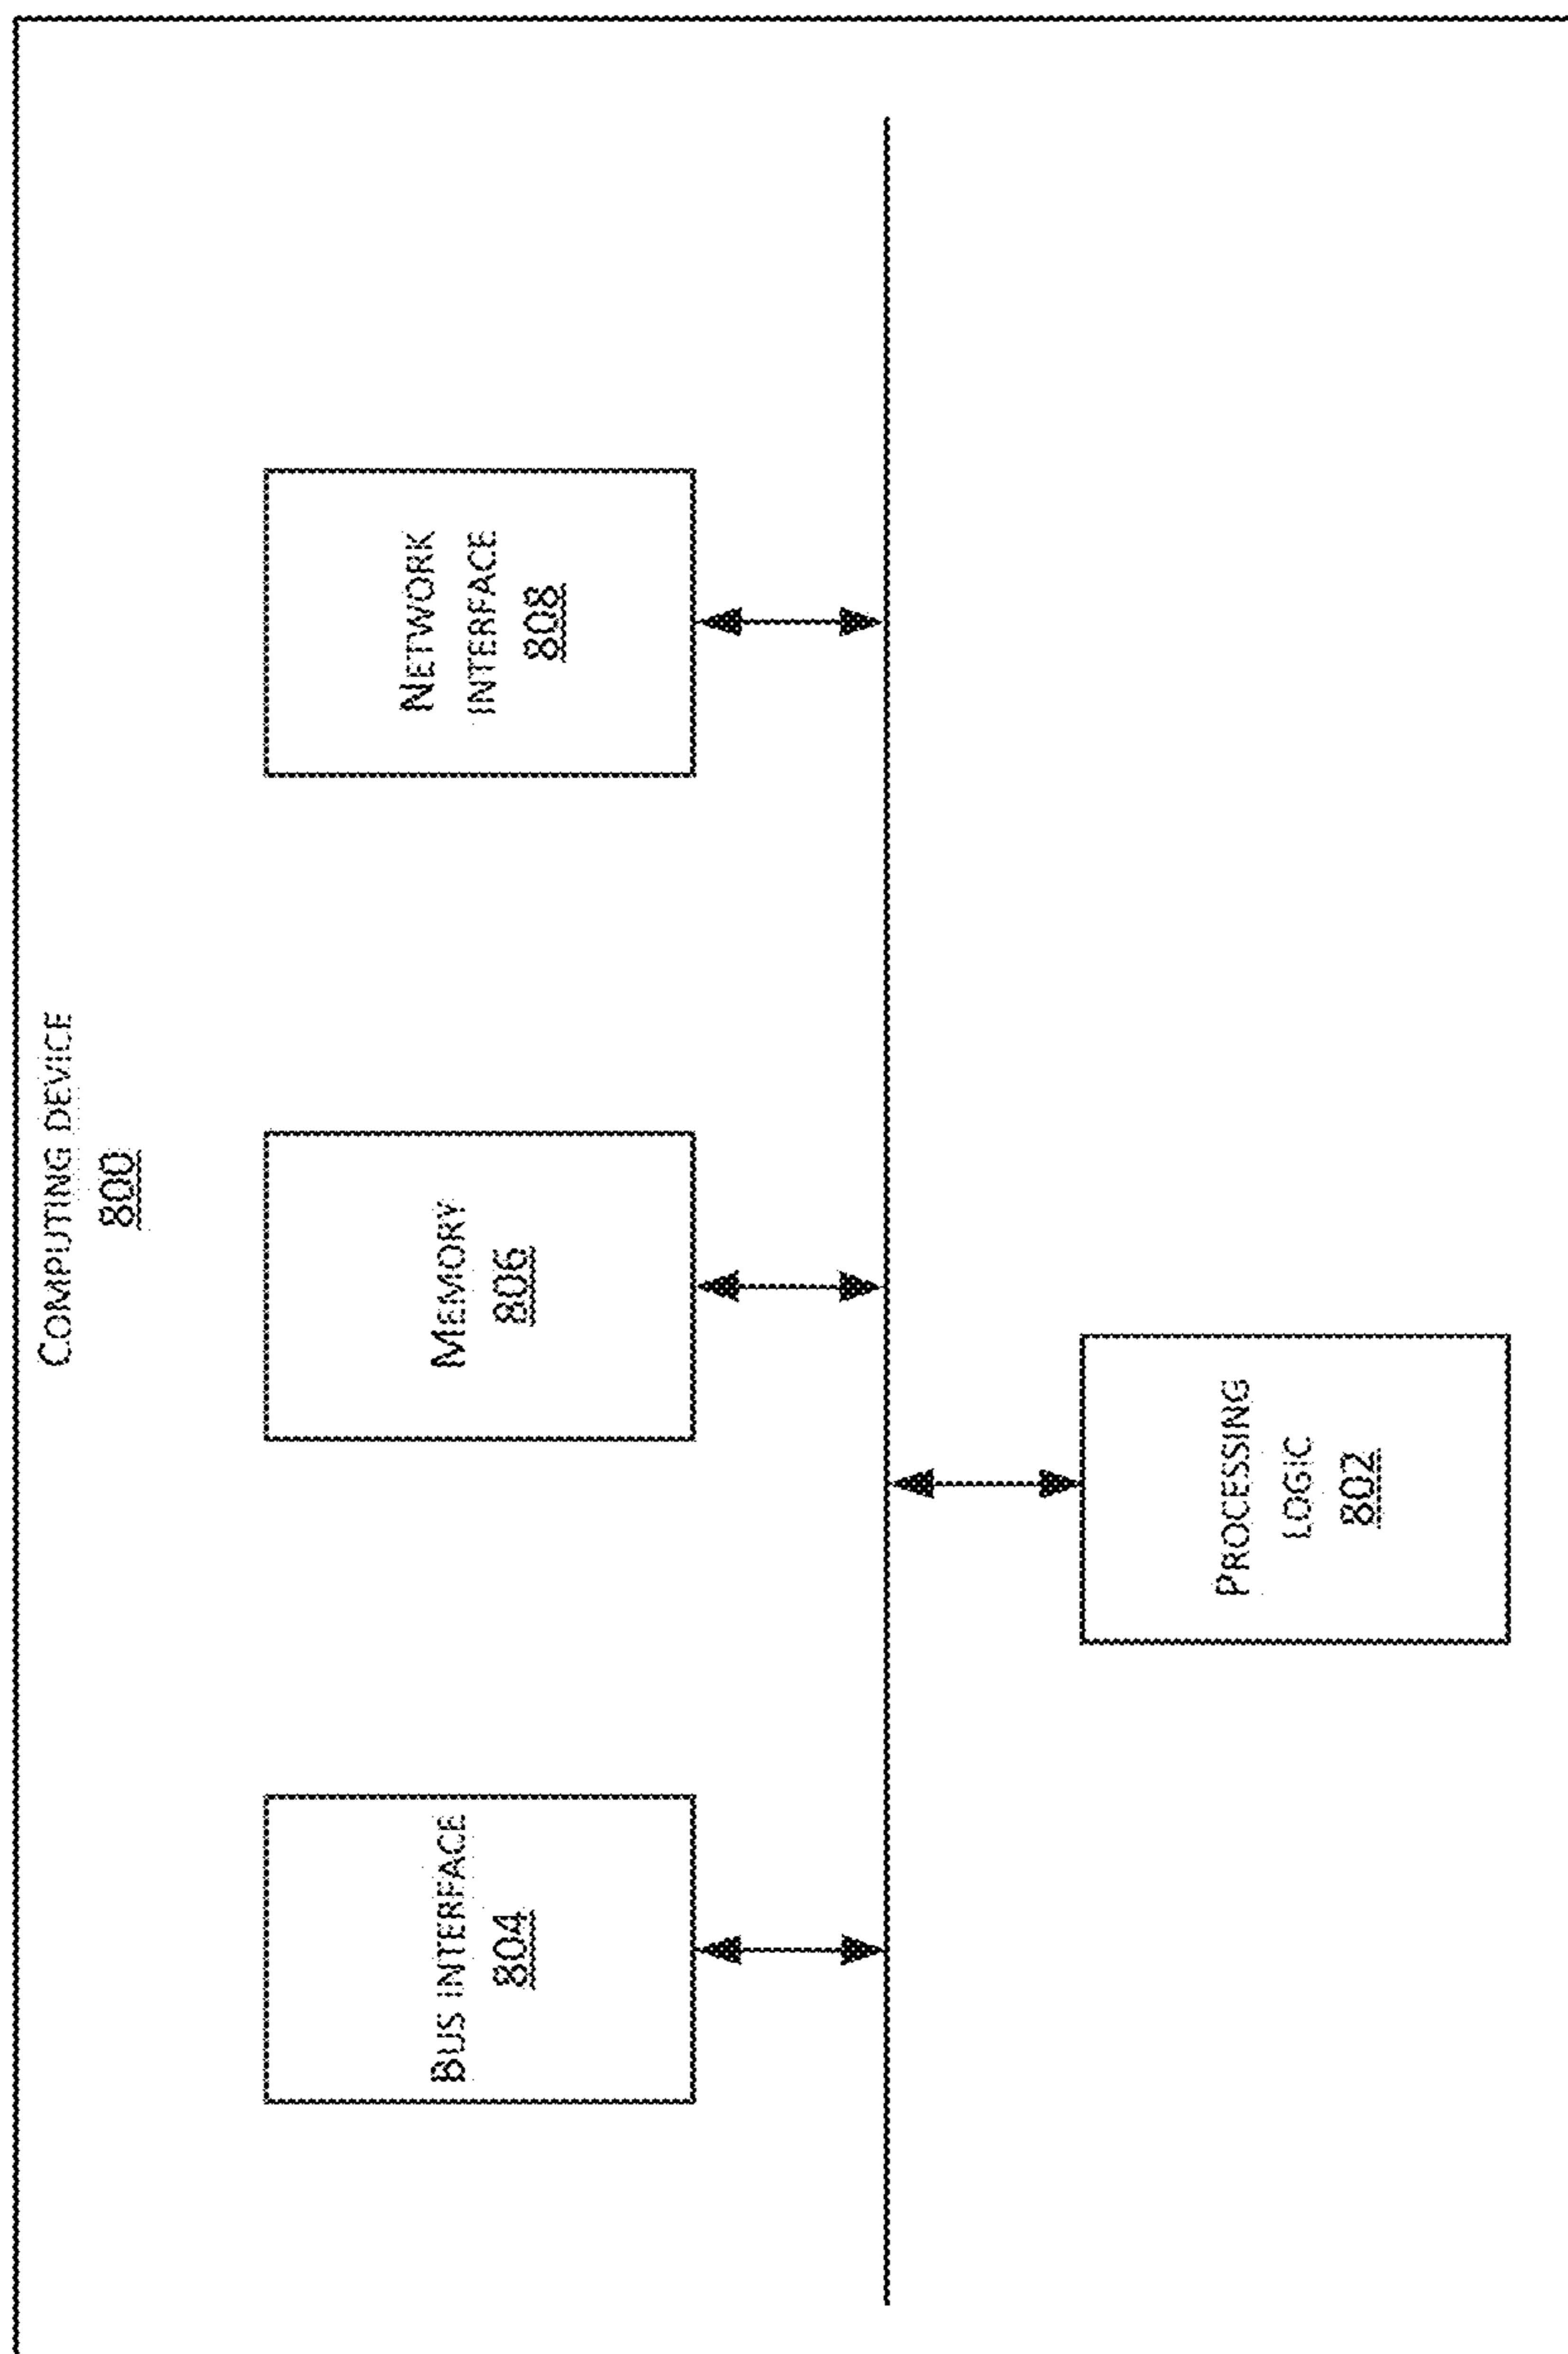 COMPUTING DEVICE
800
BUS INTERFACE
804
MEMORY
806
NETWORK
INTERFACE
808
PROCESSING
LOGIC
802